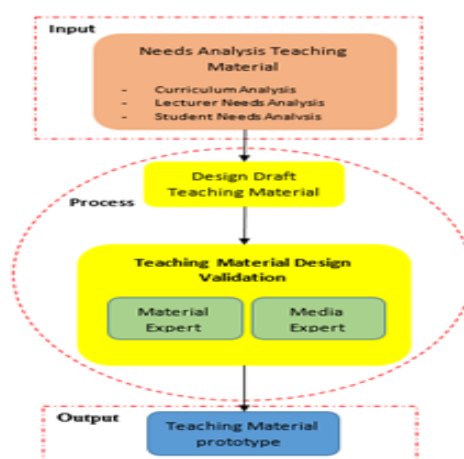 Input
Needs Analysis Teaching
Material
- Curriculum Analysis
- Lecturer Needs Analysis
- Student Needs Analysis
Design Draft
Teaching Material
Process
Teaching Material Design
Validation
Material
Expert
Media
Expert
Output
Teaching Material
prototype